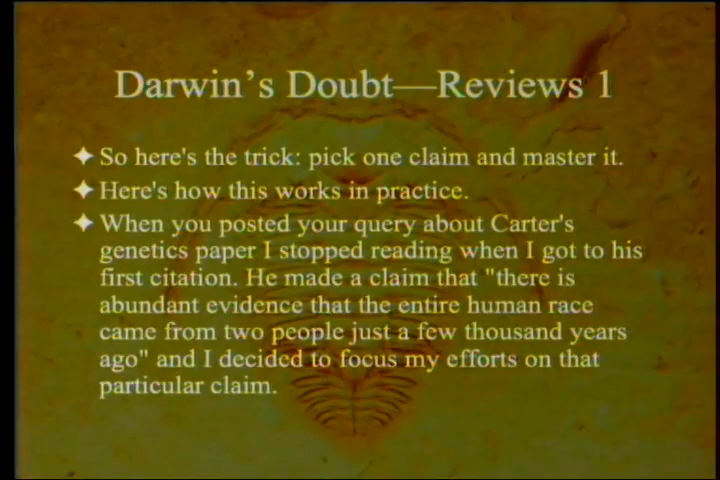 Darwin's Doubt—Reviews 1
So here's the trick: pick one claim and master it.
Here's how this works in practice.
When you posted your query about Carter's
genetics paper I stopped reading when I got to his
first citation. He made a claim that "there is
abundant evidence that the entire human race
came from two people just a few thousand years
ago" and I decided to focus my efforts on that
particular claim.